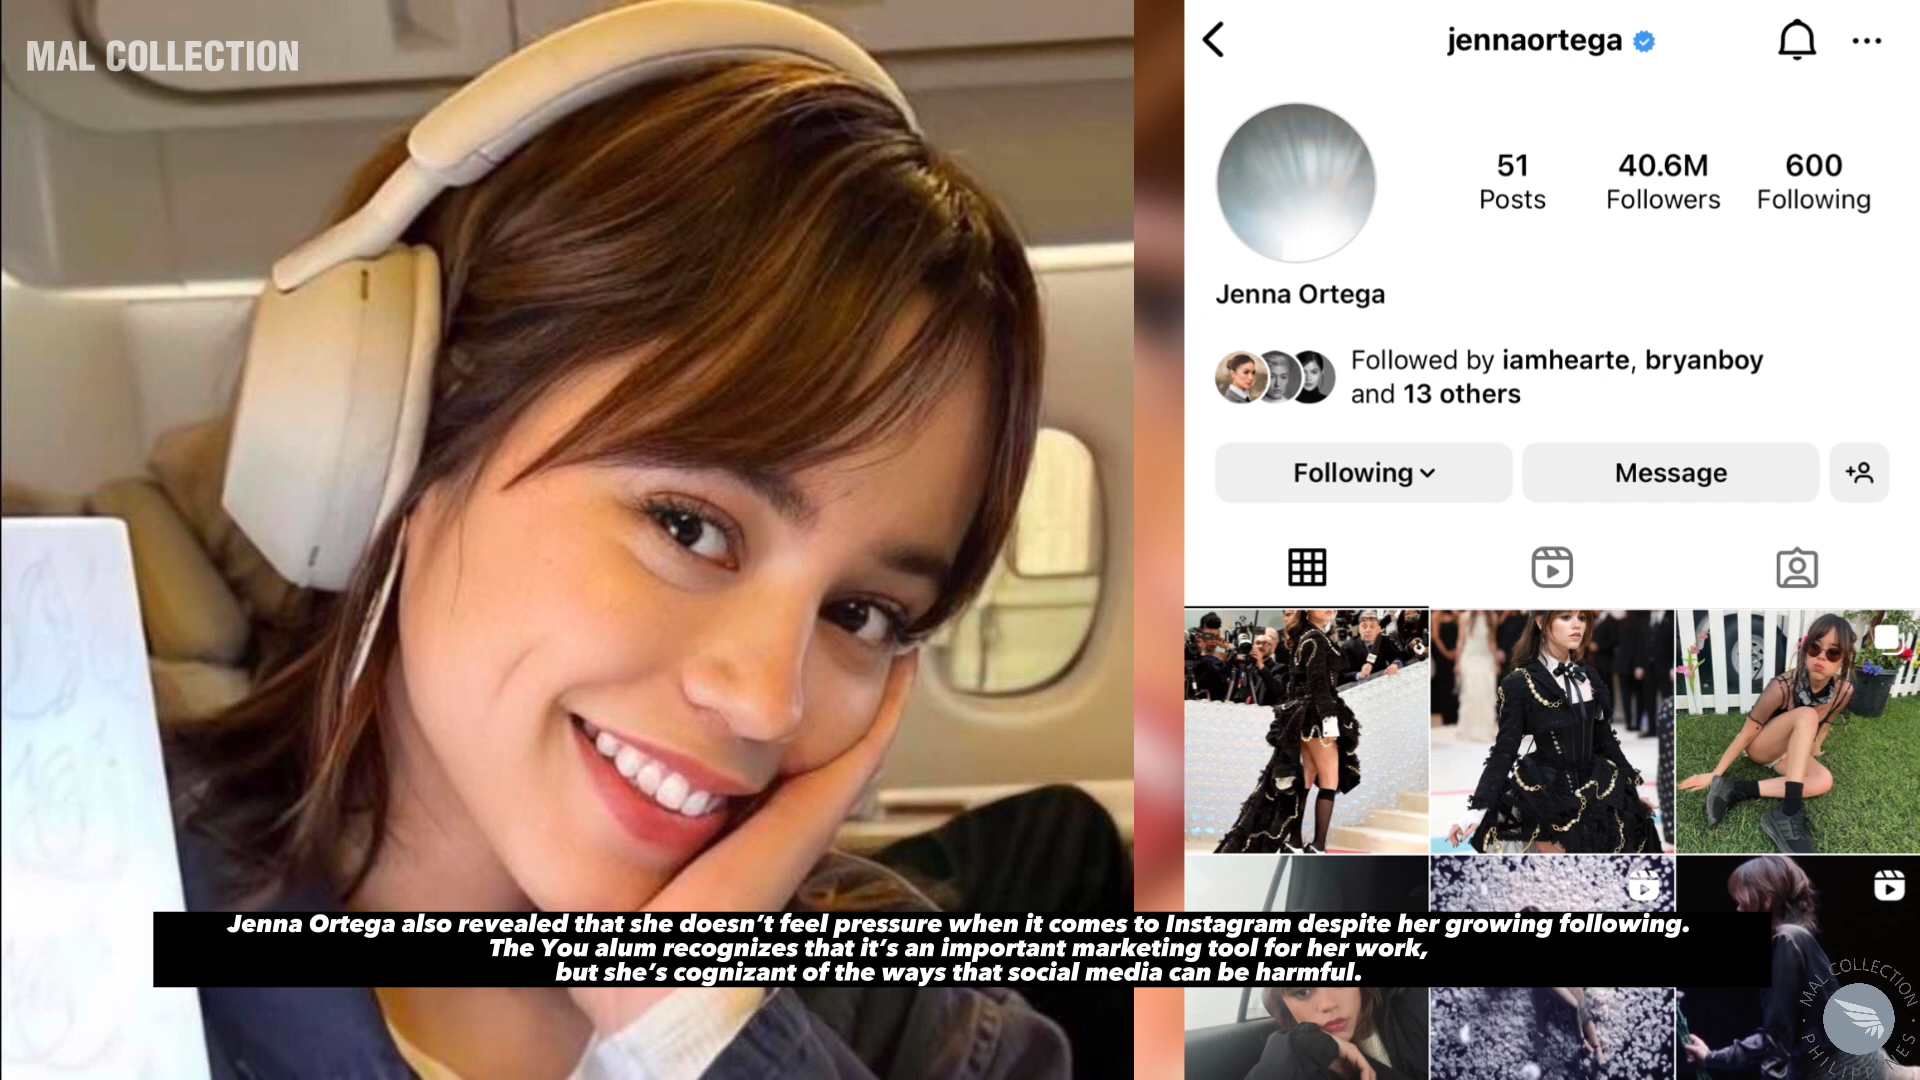 MAL COLLECTION
jennaortega
51
Posts
40.6M
Followers
600
Following
Jenna Ortega
Followed by iamhearte, bryanboy
and 13 others
Following
Message
Jenna Ortega also revealed that she doesn’t feel pressure when it comes to Instagram despite her growing following.
The You alum recognizes that it’s an important marketing tool for her work,
but she’s cognizant of the ways that social media can be harmful.
MAL COLLECTION
PHILIPPINES